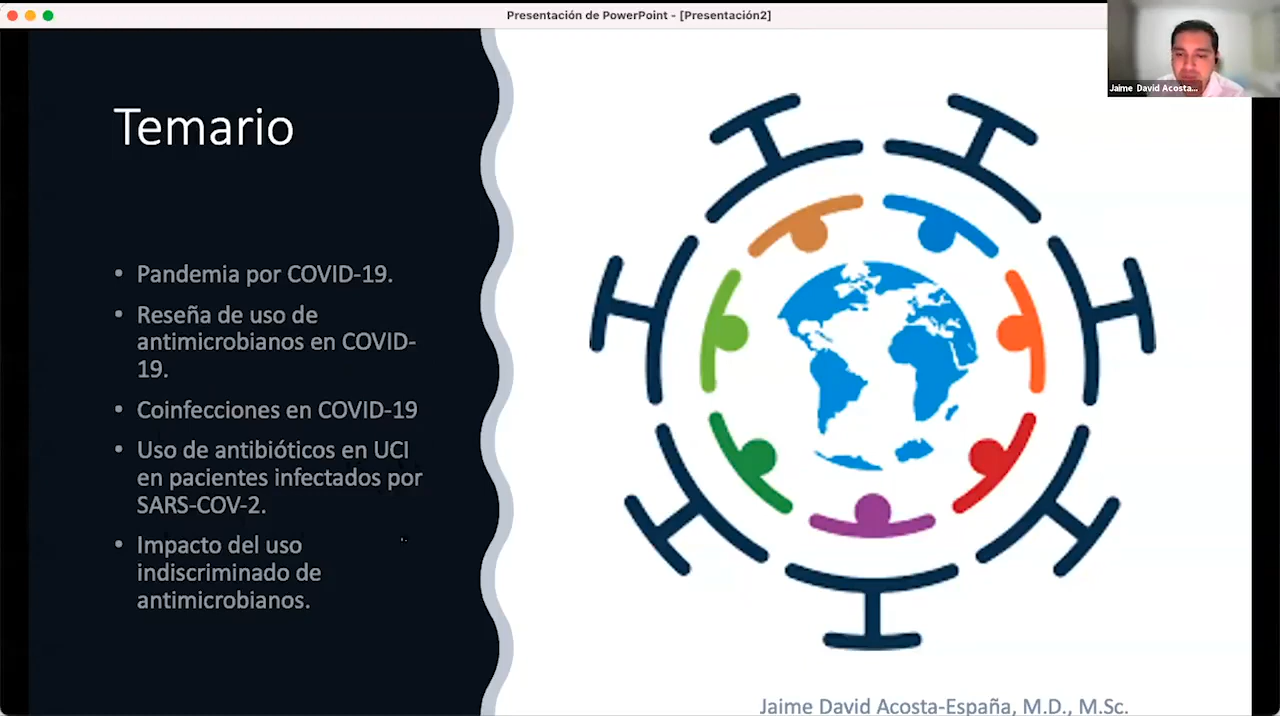 Presentación de PowerPoint - [Presentación2]
Jaime David Acosta...
Temario
• Pandemia por COVID-19.
• Reseña de uso de
antimicrobianos en COVID-
19.
• Coinfecciones en COVID-19
• Uso de antibióticos en UCI
en pacientes infectados por
SARS-COV-2.
• Impacto del uso
indiscriminado de
antimicrobianos.
Jaime David Acosta-España, M.D., M.Sc.